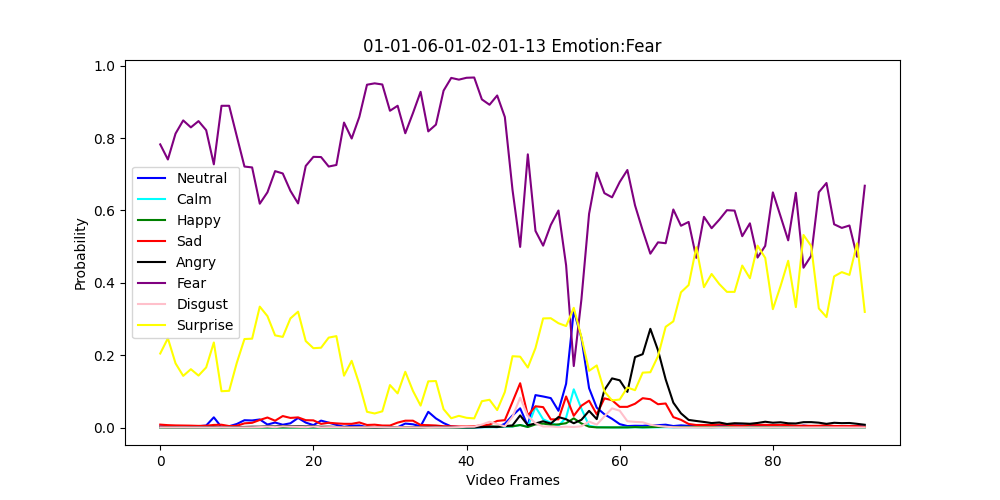 01-01-06-01-02-01-13 Emotion:Fear
1.0
0.8
0.6
0.4
0.2
0.0
Probability
Neutral
Calm
Happy
Sad
Angry
Fear
Disgust
Surprise
0 20 40 60 80
Video Frames